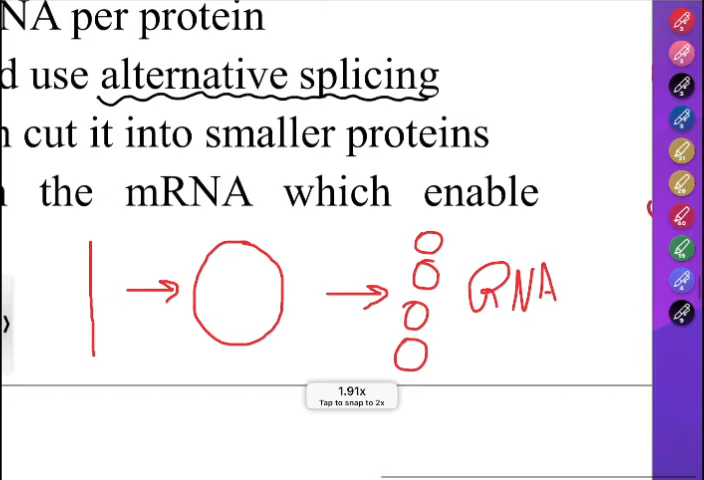 NA per protein
d use alternative splicing
n cut it into smaller proteins
the mRNA which enable
RNA
1.91x
Tap to snap to 2x